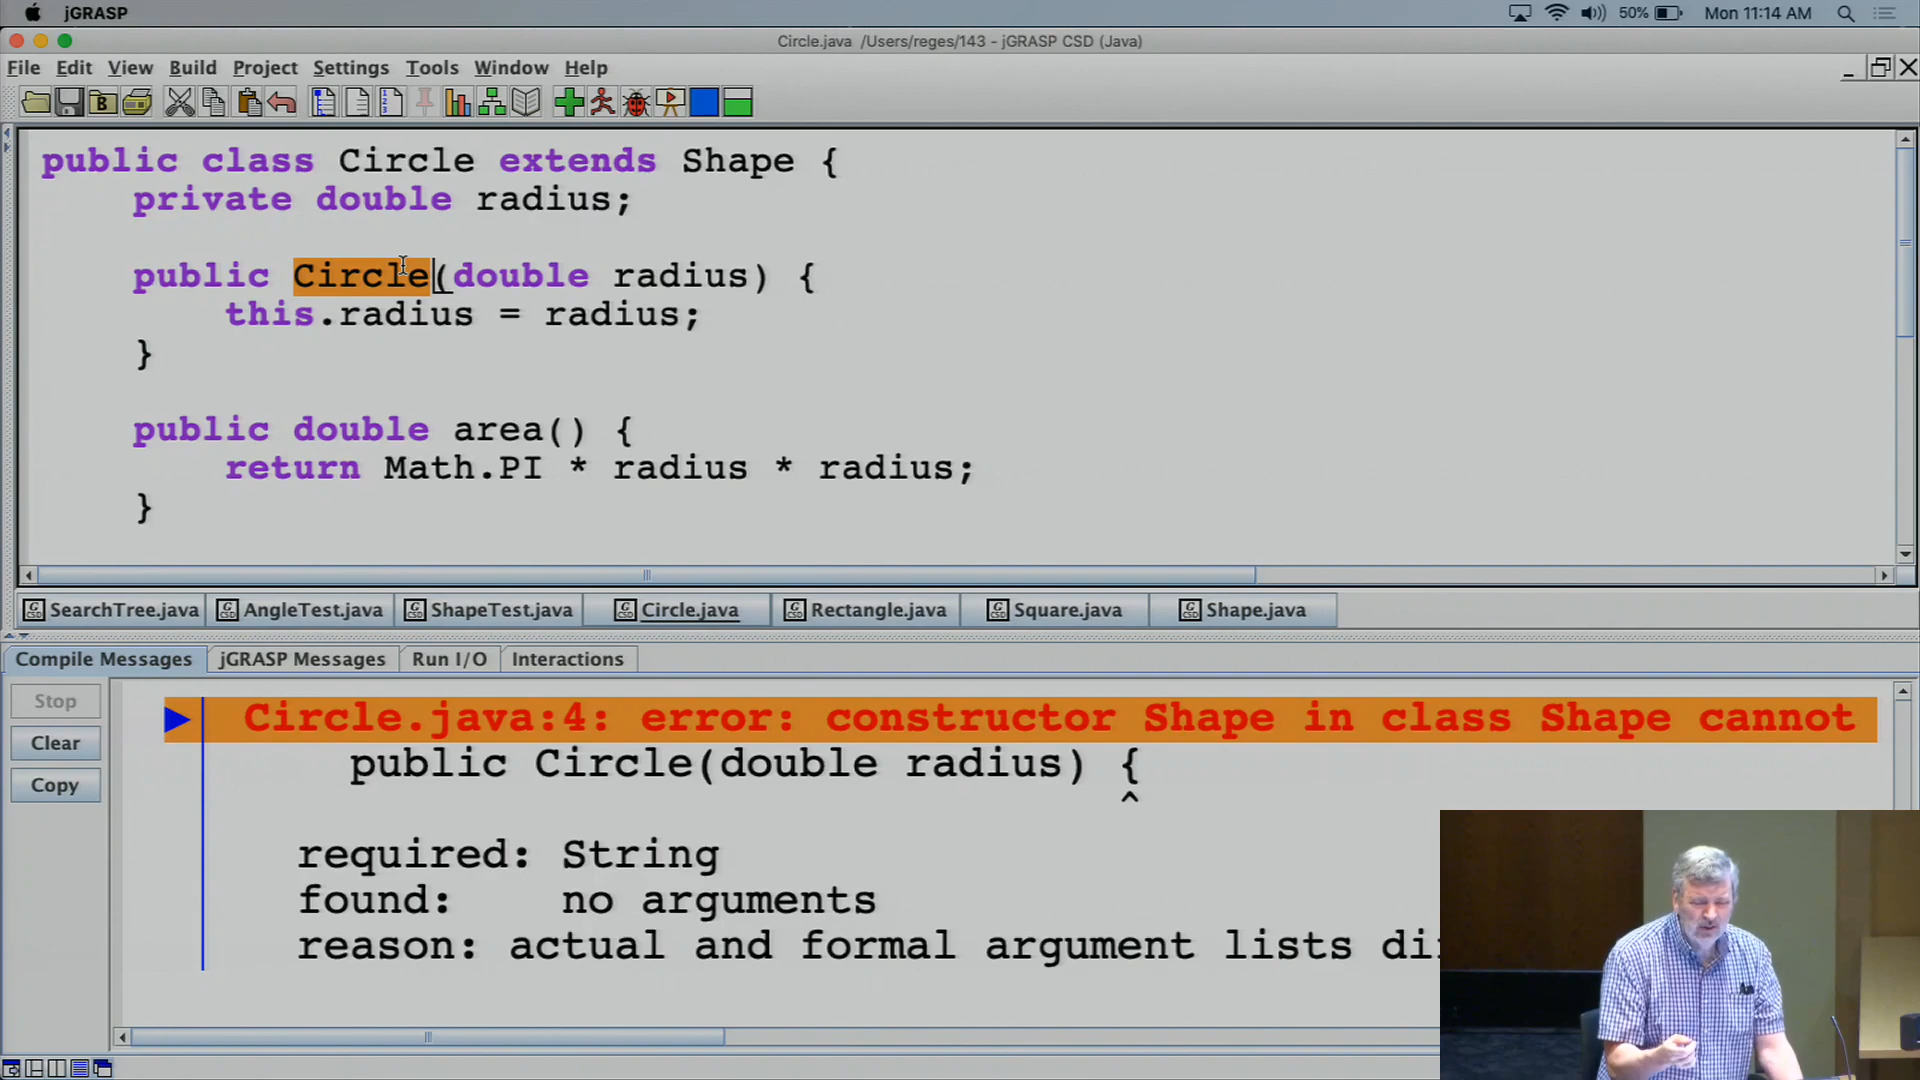 jGRASP
50%
Mon 11:14 AM
Circle.java /Users/reges/143 - jGRASP CSD (Java)
File Edit View Build Project Settings Tools Window Help
public class Circle extends Shape {
private double radius;
public Circle(double radius) {
this.radius = radius;
}
public double area() {
return Math.PI * radius * radius;
}
SearchTree.java AngleTest.java ShapeTest.java Circle.java Rectangle.java Square.java Shape.java
Compile Messages jGRASP Messages Run I/O Interactions
Stop
Clear
Copy
Circle.java:4: error: constructor Shape in class Shape cannot
public Circle(double radius) {
^
required: String
found: no arguments
reason: actual and formal argument lists